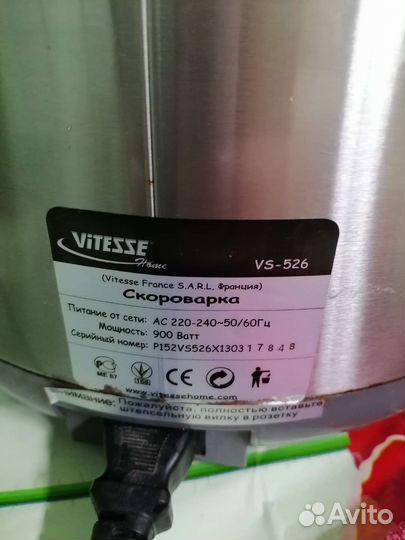 ViTESSE
Home
VS-526
(Vitesse France S.A.R.L, Франция)
Скороварка
Питание от сети: AC 220-240~50/60Гц
Мощность: 900 Ватт
Серийный номер: P152VS526X1303 1 7 8 4 8
МЕ 67
CE
www.vitessehome.com
Внимание: Пожалуйста, полностью вставьте
штепсельную вилку в розетку
Avito